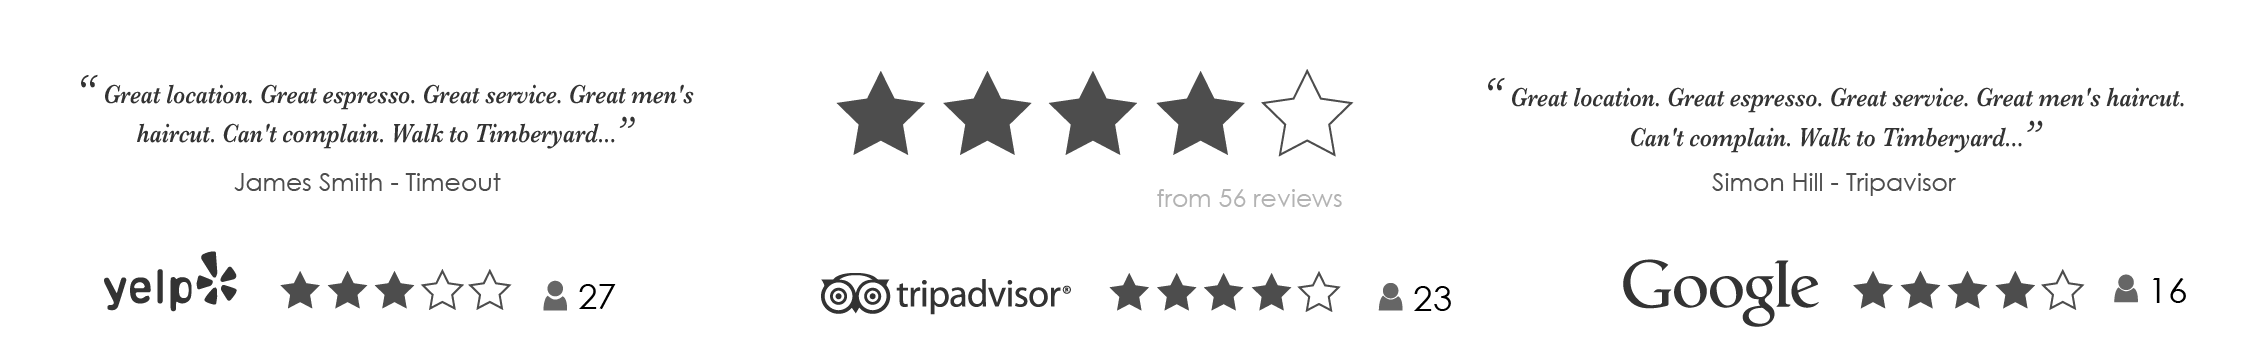 “ Great location. Great espresso. Great service. Great men's
haircut. Can't complain. Walk to Timberyard...”
James Smith - Timeout
from 56 reviews
“ Great location. Great espresso. Great service. Great men's haircut.
Can't complain. Walk to Timberyard...”
Simon Hill - Tripavisor
yelp 27
tripadvisor® 23
Google 16